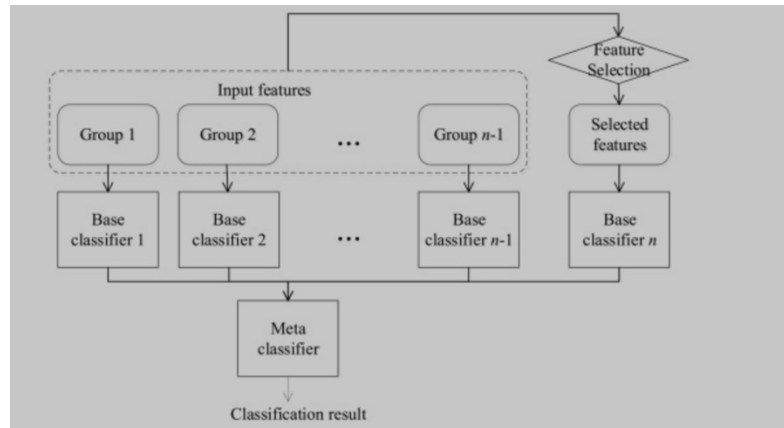 Feature
Selection
Input features
Group 1
Group 2
...
Group n-1
Selected
features
Base
classifier 1
Base
classifier 2
...
Base
classifier n-1
Base
classifier n
Meta
classifier
Classification result